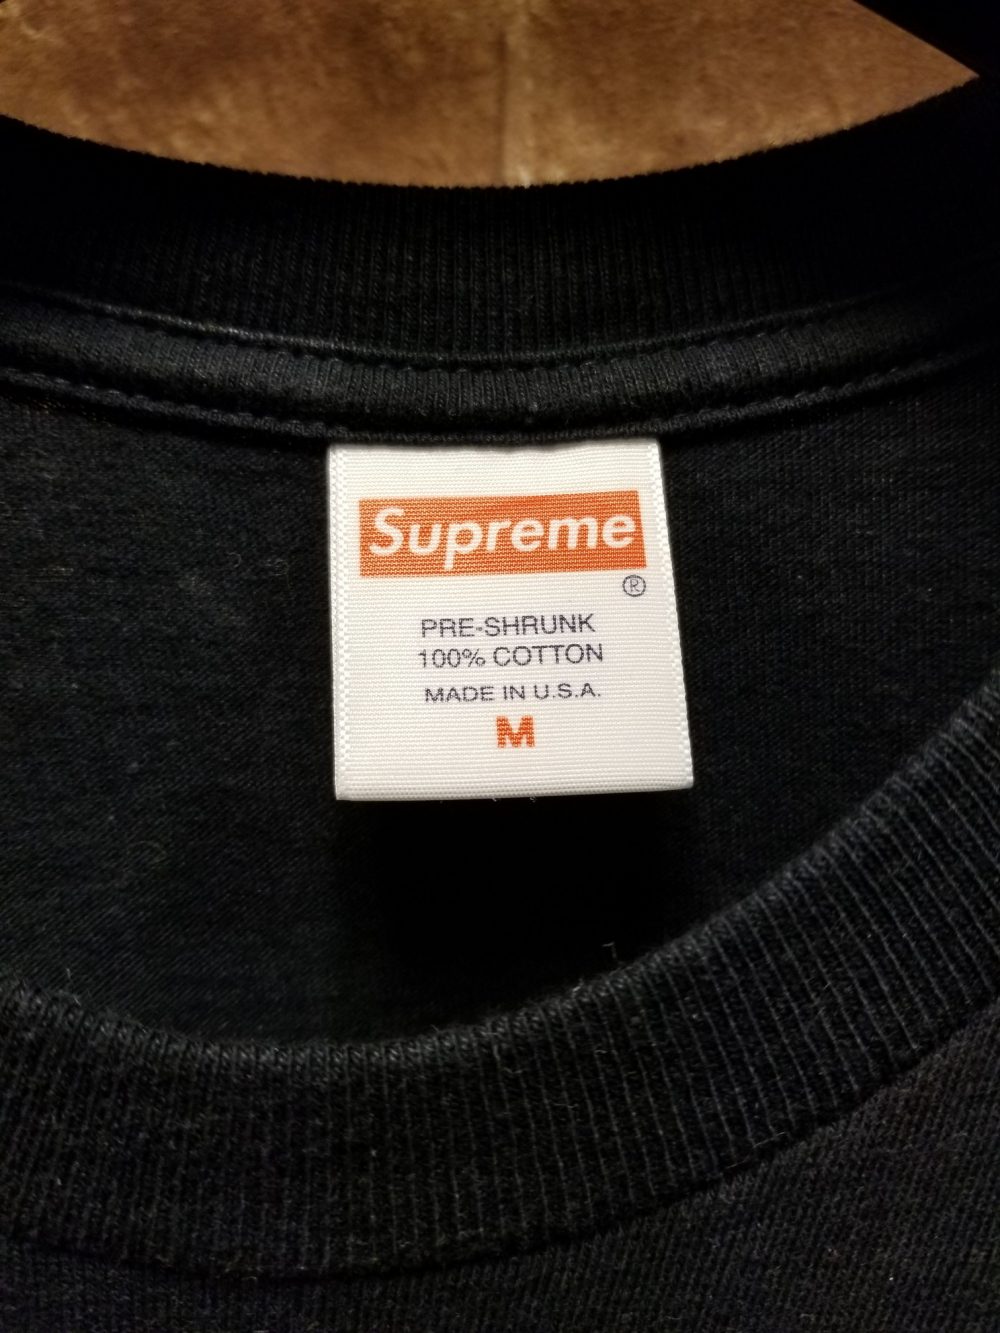 Supreme
®
PRE-SHRUNK
100% COTTON
MADE IN U.S.A.
M